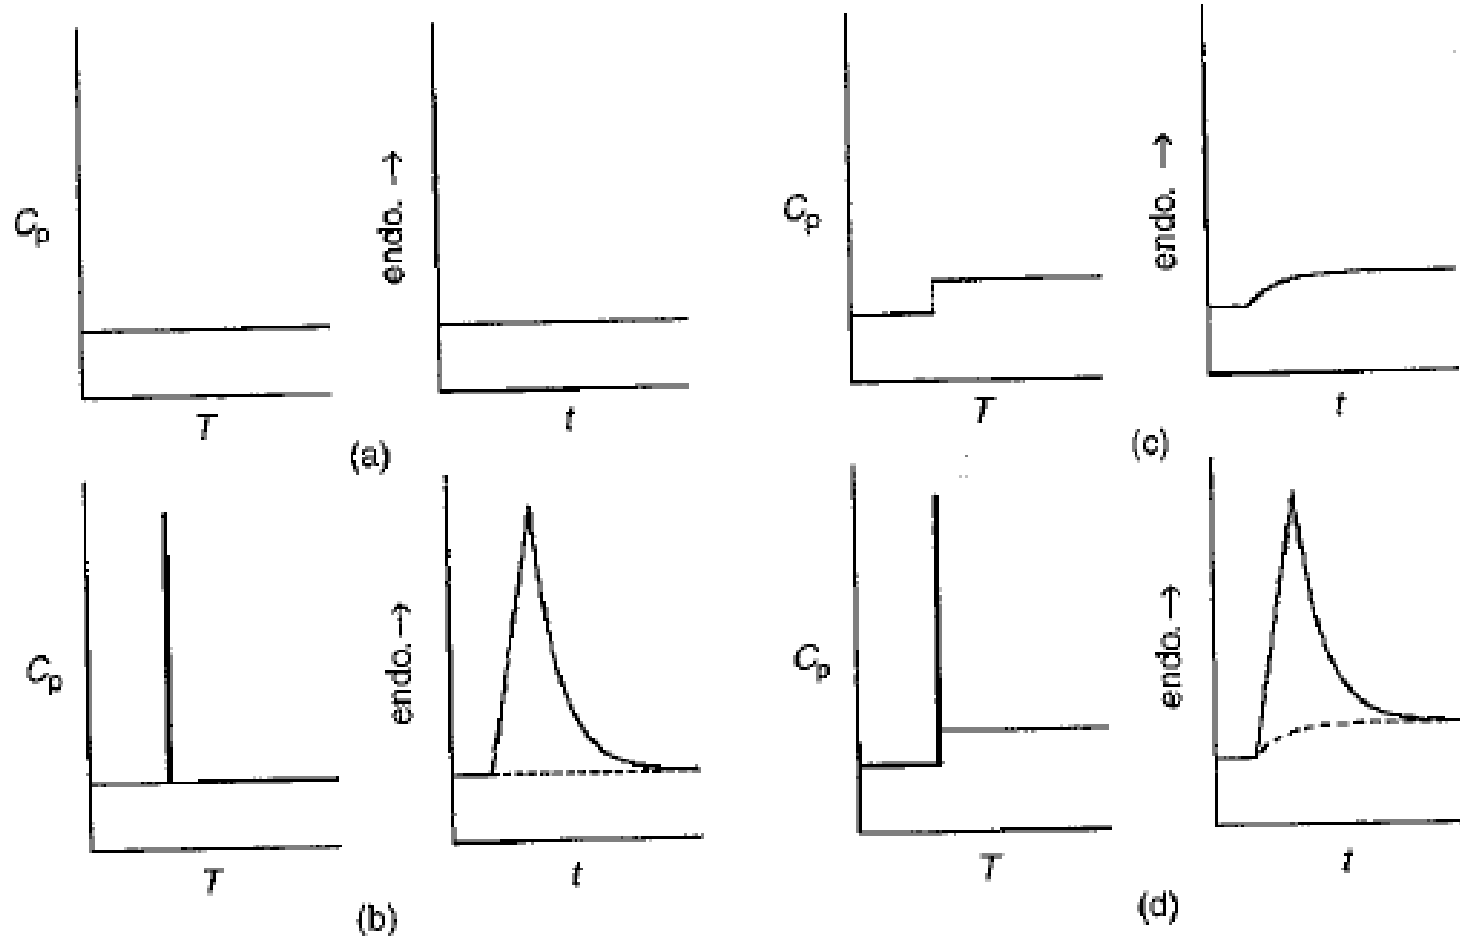 Cp
T
endo. →
t
(a)
Cp
T
endo. →
t
(c)
Cp
T
endo. →
t
(b)
Cp
T
endo. →
t
(d)